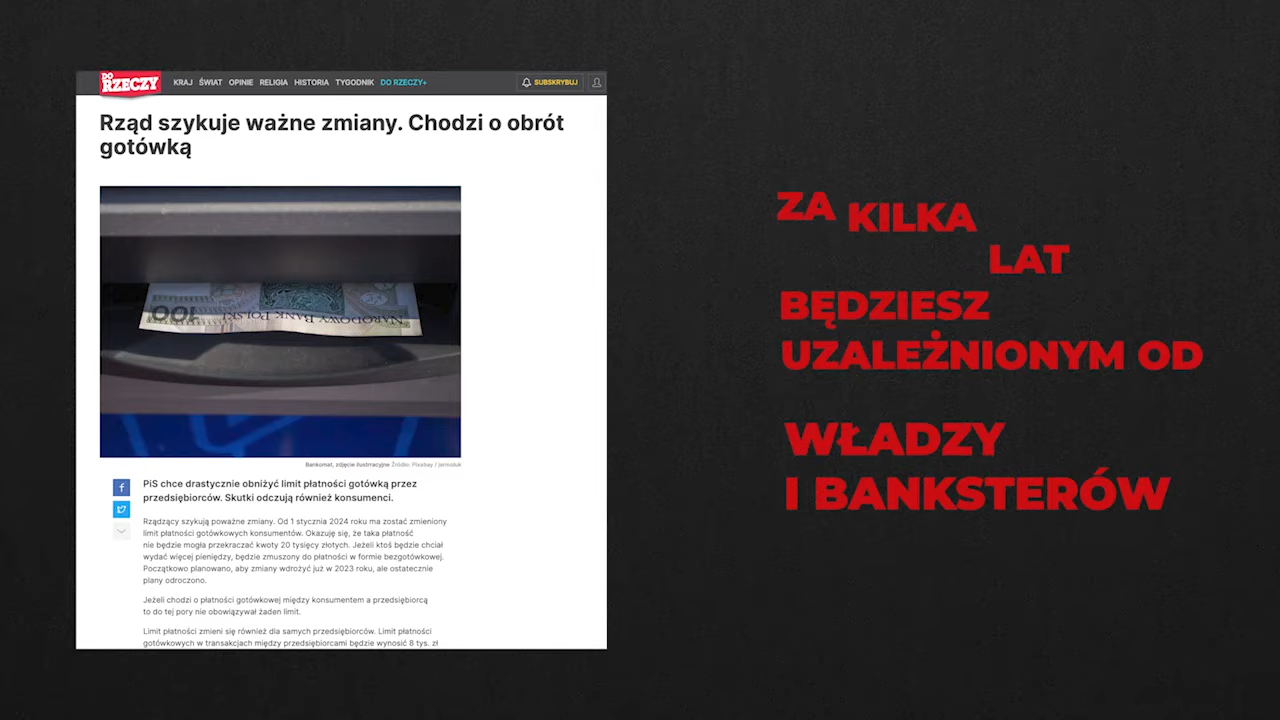 DO RZECZY
KRAJ ŚWIAT OPINIE RELIGIA HISTORIA TYGODNIK DO RZECZY+
SUBSKRYBUJ
Rząd szykuje ważne zmiany. Chodzi o obrót
gotówką
100
NARODOWY BANK POLSKI
Bankomat, zdjęcie ilustrracyjne Źródło: Pixabay / jarmoluk
PiS chce drastycznie obniżyć limit płatności gotówką przez
przedsiębiorców. Skutki odczują również konsumenci.
Rządzący szykują poważne zmiany. Od 1 stycznia 2024 roku ma zostać zmieniony
limit płatności gotówkowych konsumentów. Okazuję się, że taka płatność
nie będzie mogła przekraczać kwoty 20 tysięcy złotych. Jeżeli ktoś będzie chciał
wydać więcej pieniędzy, będzie zmuszony do płatności w formie bezgotówkowej.
Początkowo planowano, aby zmiany wdrożyć już w 2023 roku, ale ostatecznie
plany odroczono.
Jeżeli chodzi o płatności gotówkowej między konsumentem a przedsiębiorcą
to do tej pory nie obowiązywał żaden limit.
Limit płatności zmieni się również dla samych przedsiębiorców. Limit płatności
gotówkowych w transakcjach między przedsiębiorcami będzie wynosić 8 tys. zł
ZA KILKA
LAT
BĘDZIESZ
UZALEŻNIONYM OD
WŁADZY
I BANKSTERÓW